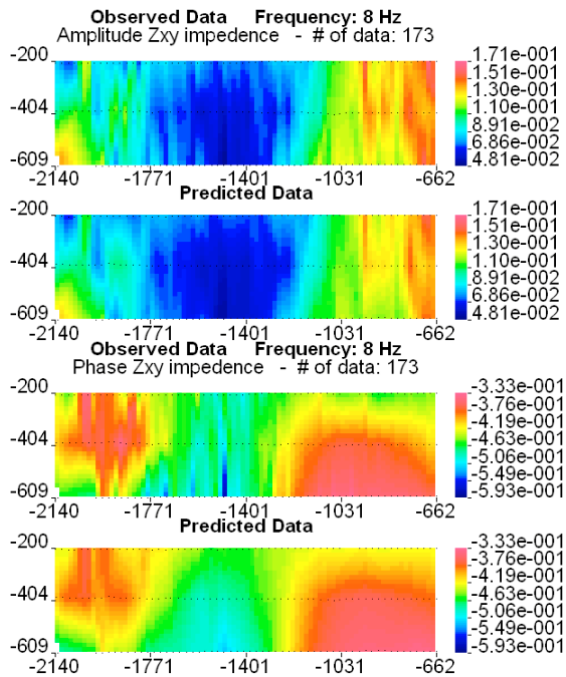 Observed Data Frequency: 8 Hz
Amplitude Zxy impedence - # of data: 173
-200
-404
-609
-2140 -1771 -1401 -1031 -662
1.71e-001
1.51e-001
1.30e-001
1.10e-001
8.91e-002
6.86e-002
4.81e-002
Predicted Data
-200
-404
-609
-2140 -1771 -1401 -1031 -662
1.71e-001
1.51e-001
1.30e-001
1.10e-001
8.91e-002
6.86e-002
4.81e-002
Observed Data Frequency: 8 Hz
Phase Zxy impedence - # of data: 173
-200
-404
-609
-2140 -1771 -1401 -1031 -662
-3.33e-001
-3.76e-001
-4.19e-001
-4.63e-001
-5.06e-001
-5.49e-001
-5.93e-001
Predicted Data
-200
-404
-609
-2140 -1771 -1401 -1031 -662
-3.33e-001
-3.76e-001
-4.19e-001
-4.63e-001
-5.06e-001
-5.49e-001
-5.93e-001